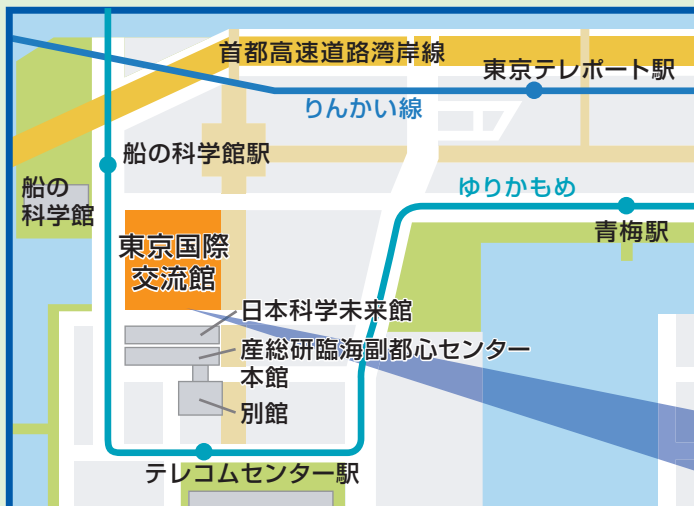 首都高速道路湾岸線
東京テレポート駅
りんかい線
船の科学館駅
船の
科学館
ゆりかもめ
青梅駅
東京国際
交流館
日本科学未来館
産総研臨海副都心センター
本館
別館
テレコムセンター駅